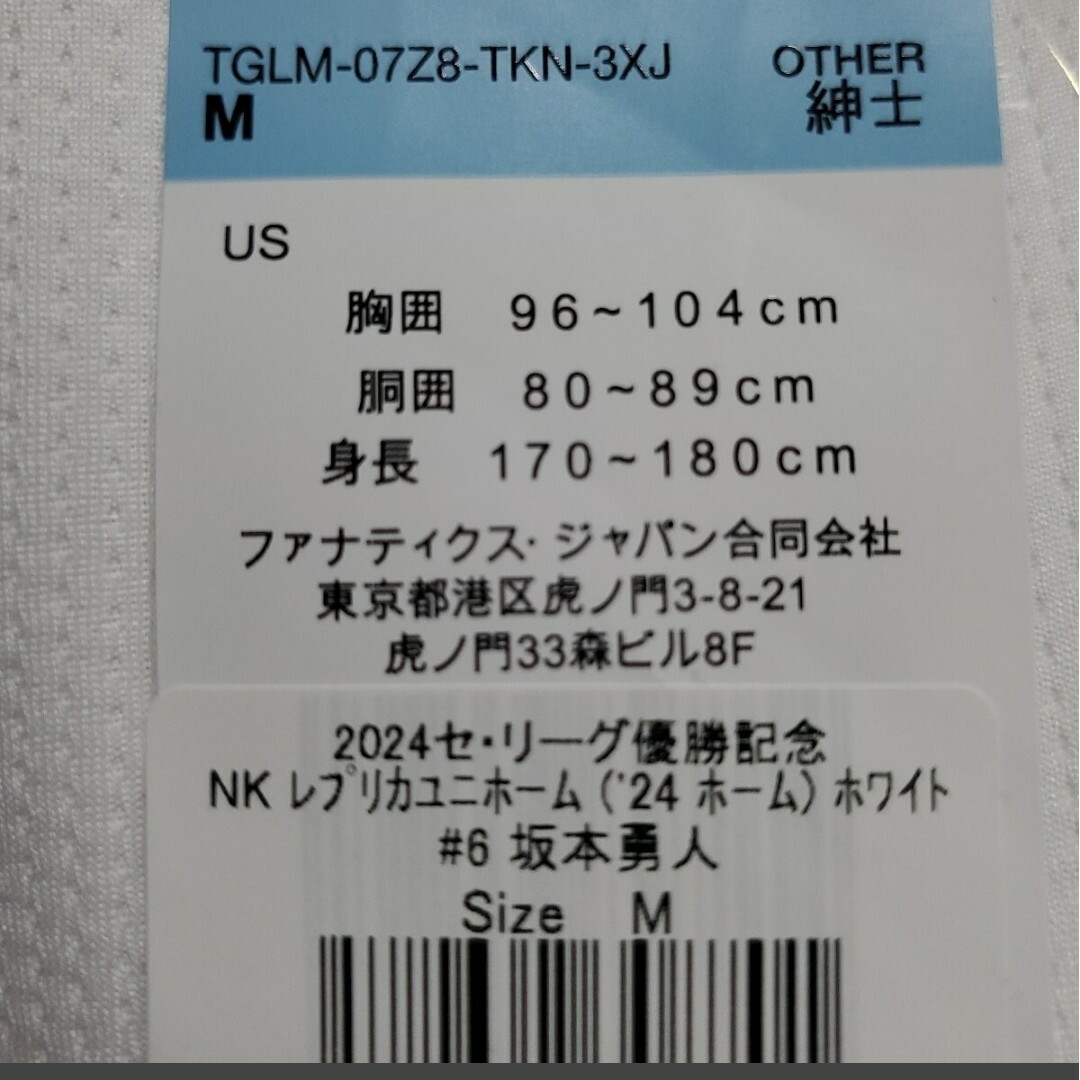 TGLM-07Z8-TKN-3XJ OTHER
M 紳士
US
胸囲 96~104cm
胴囲 80~89cm
身長 170~180cm
ファナティクス・ジャパン合同会社
東京都港区虎ノ門3-8-21
虎ノ門33森ビル8F
2024セ・リーグ優勝記念
NK レプリカユニホーム ('24 ホーム) ホワイト
#6 坂本勇人
Size M